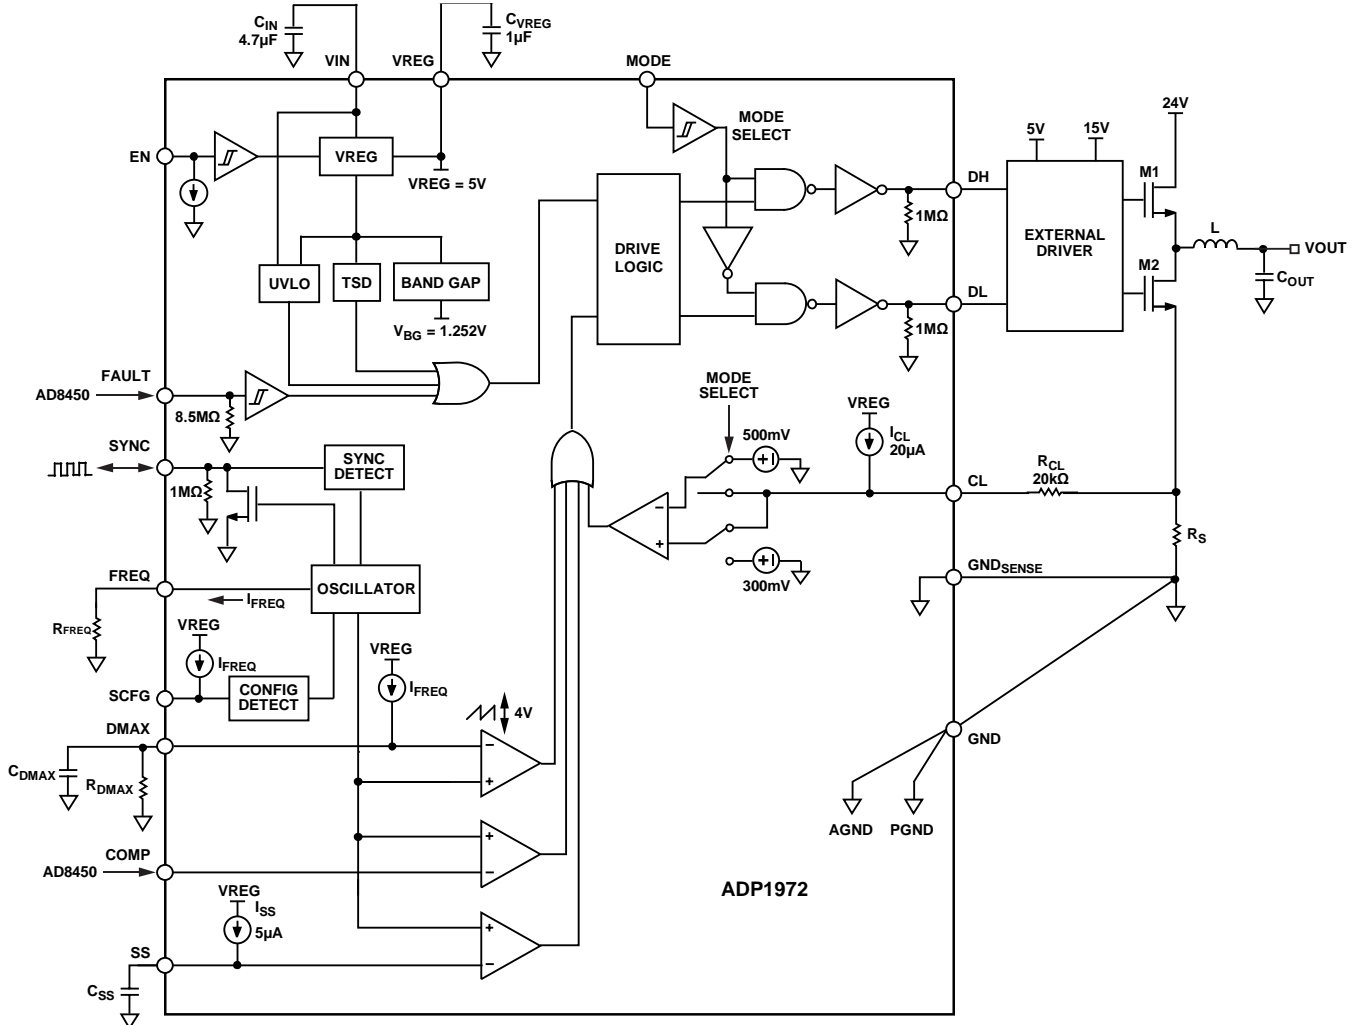 CIN
4.7µF
CVREG
1µF
VIN
VREG
MODE
24V
5V
15V
MODE
SELECT
EN
VREG
VREG = 5V
DH
M1
1MΩ
DRIVE
LOGIC
EXTERNAL
DRIVER
L
VOUT
COUT
M2
UVLO
TSD
BAND GAP
VBG = 1.252V
DL
1MΩ
FAULT
AD8450
8.5MΩ
MODE
SELECT
500mV
VREG
ICL
20µA
SYNC
SYNC
DETECT
1MΩ
CL
RCL
20kΩ
–
+
RS
300mV
GNDSENSE
FREQ
OSCILLATOR
IFREQ
RFREQ
VREG
IFREQ
VREG
IFREQ
SCFG
CONFIG
DETECT
4V
DMAX
–
+
GND
CDMAX
RDMAX
AGND
PGND
COMP
AD8450
+
–
ADP1972
VREG
ISS
5µA
+
–
SS
CSS